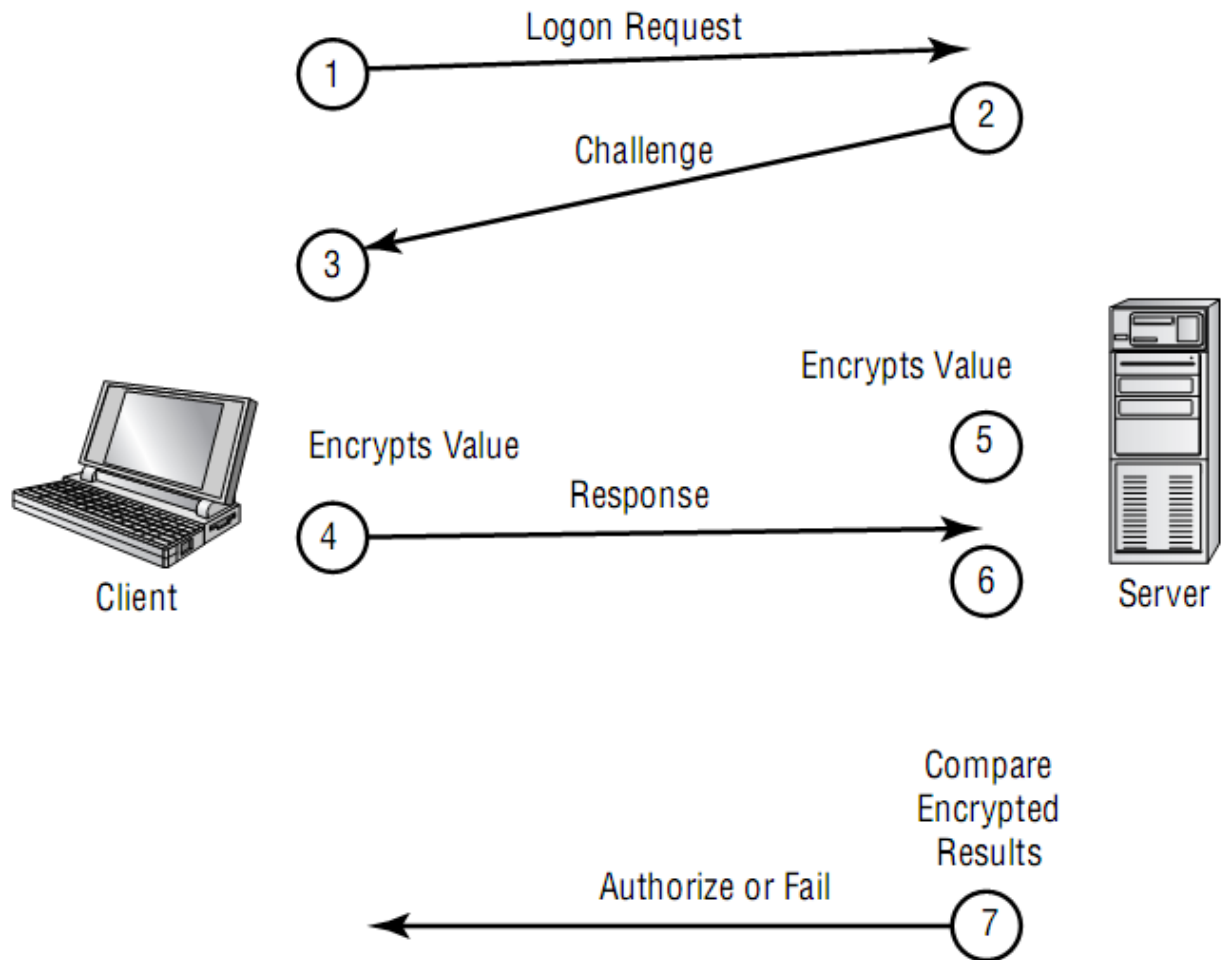 Logon Request
1
2
Challenge
3
Encrypts Value
5
Encrypts Value
Response
4
6
Client
Server
Compare
Encrypted
Results
Authorize or Fail
7